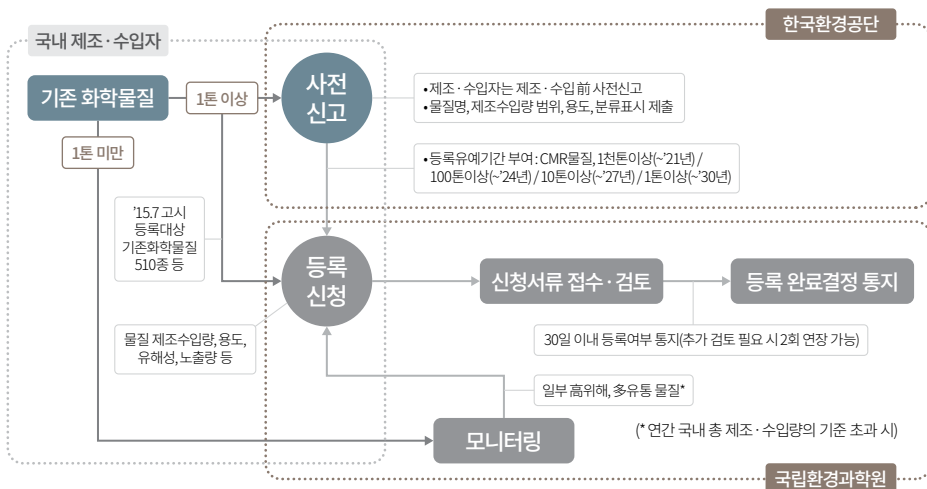 한국환경공단
국내 제조·수입자
기존 화학물질
1톤 이상
사전
신고
• 제조·수입자는 제조·수입 前 사전신고
• 물질명, 제조수입량 범위, 용도, 분류표시 제출
1톤 미만
• 등록유예기간 부여 : CMR물질, 1천톤이상(~'21년) /
100톤이상(~'24년) / 10톤이상(~'27년) / 1톤이상(~'30년)
'15.7 고시
등록대상
기존화학물질
510종 등
등록
신청
신청서류 접수·검토
등록 완료결정 통지
물질 제조수입량, 용도,
유해성, 노출량 등
30일 이내 등록여부 통지(추가 검토 필요 시 2회 연장 가능)
일부 高위해, 多유통 물질*
모니터링
(* 연간 국내 총 제조·수입량의 기준 초과 시)
국립환경과학원